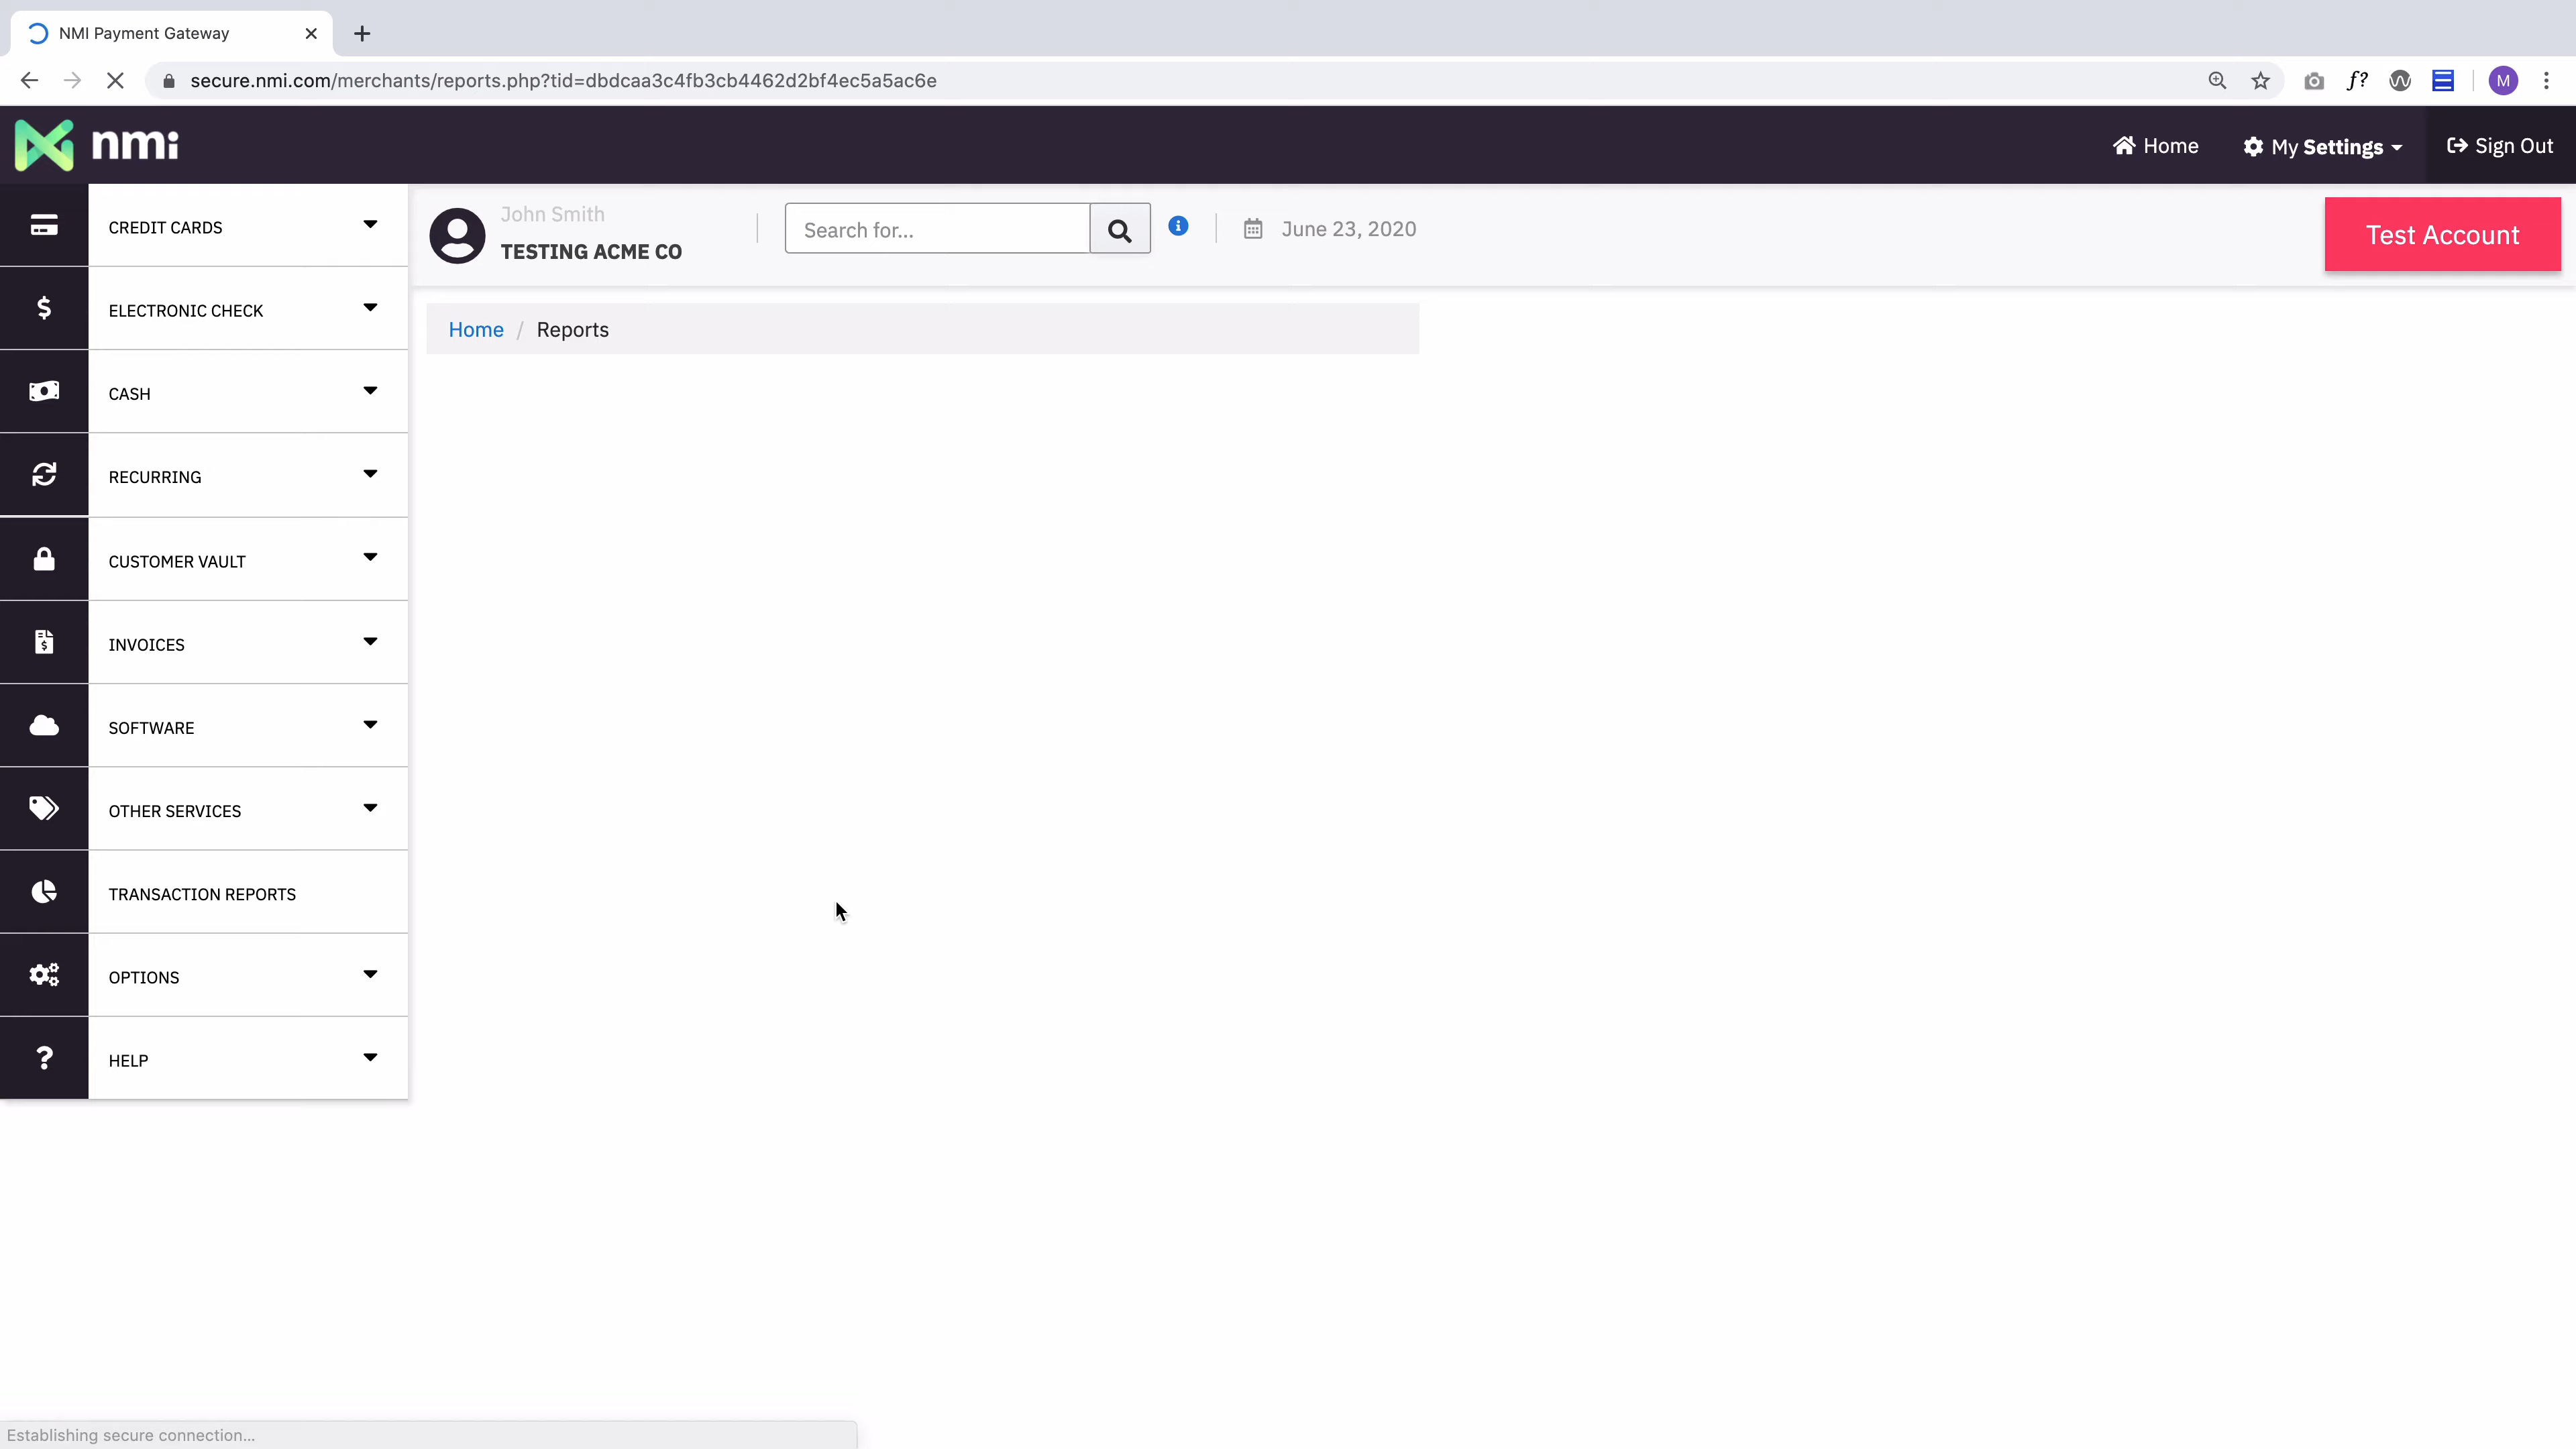 NMI Payment Gateway
secure.nmi.com/merchants/reports.php?tid=dbdcaa3c4fb3cb4462d2bf4ec5a5ac6e
f?
M
nmi
Home
My Settings
Sign Out
CREDIT CARDS
ELECTRONIC CHECK
CASH
RECURRING
CUSTOMER VAULT
INVOICES
SOFTWARE
OTHER SERVICES
TRANSACTION REPORTS
OPTIONS
HELP
John Smith
TESTING ACME CO
Search for...
June 23, 2020
Test Account
Home / Reports
Establishing secure connection...